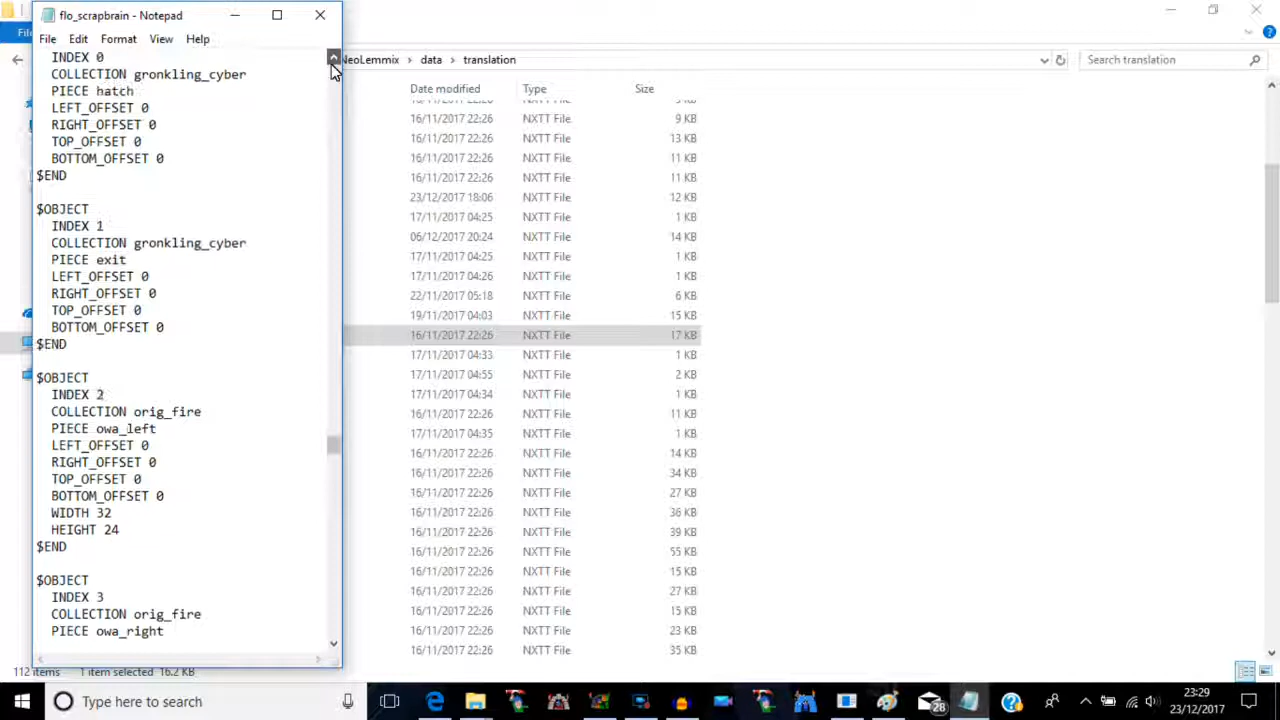 flo_scrapbrain - Notepad
File Edit Format View Help
INDEX 0
COLLECTION gronkling_cyber
PIECE hatch
LEFT_OFFSET 0
RIGHT_OFFSET 0
TOP_OFFSET 0
BOTTOM_OFFSET 0
$END
$OBJECT
INDEX 1
COLLECTION gronkling_cyber
PIECE exit
LEFT_OFFSET 0
RIGHT_OFFSET 0
TOP_OFFSET 0
BOTTOM_OFFSET 0
$END
$OBJECT
INDEX 2
COLLECTION orig_fire
PIECE owa_left
LEFT_OFFSET 0
RIGHT_OFFSET 0
TOP_OFFSET 0
BOTTOM_OFFSET 0
WIDTH 32
HEIGHT 24
$END
$OBJECT
INDEX 3
COLLECTION orig_fire
PIECE owa_right
NeoLemmix > data > translation
Search translation
Date modified Type Size
16/11/2017 22:26 NXTT File 9 KB
16/11/2017 22:26 NXTT File 13 KB
16/11/2017 22:26 NXTT File 11 KB
16/11/2017 22:26 NXTT File 11 KB
23/12/2017 18:06 NXTT File 12 KB
17/11/2017 04:25 NXTT File 1 KB
06/12/2017 20:24 NXTT File 14 KB
17/11/2017 04:25 NXTT File 1 KB
17/11/2017 04:26 NXTT File 1 KB
22/11/2017 05:18 NXTT File 6 KB
19/11/2017 04:03 NXTT File 15 KB
16/11/2017 22:26 NXTT File 17 KB
17/11/2017 04:33 NXTT File 1 KB
17/11/2017 04:55 NXTT File 2 KB
17/11/2017 04:34 NXTT File 1 KB
16/11/2017 22:26 NXTT File 11 KB
17/11/2017 04:35 NXTT File 1 KB
16/11/2017 22:26 NXTT File 14 KB
16/11/2017 22:26 NXTT File 34 KB
16/11/2017 22:26 NXTT File 27 KB
16/11/2017 22:26 NXTT File 36 KB
16/11/2017 22:26 NXTT File 39 KB
16/11/2017 22:26 NXTT File 55 KB
16/11/2017 22:26 NXTT File 15 KB
16/11/2017 22:26 NXTT File 27 KB
16/11/2017 22:26 NXTT File 15 KB
16/11/2017 22:26 NXTT File 23 KB
16/11/2017 22:26 NXTT File 35 KB
112 items 1 item selected 16.2 KB
Type here to search
28
23:29
23/12/2017